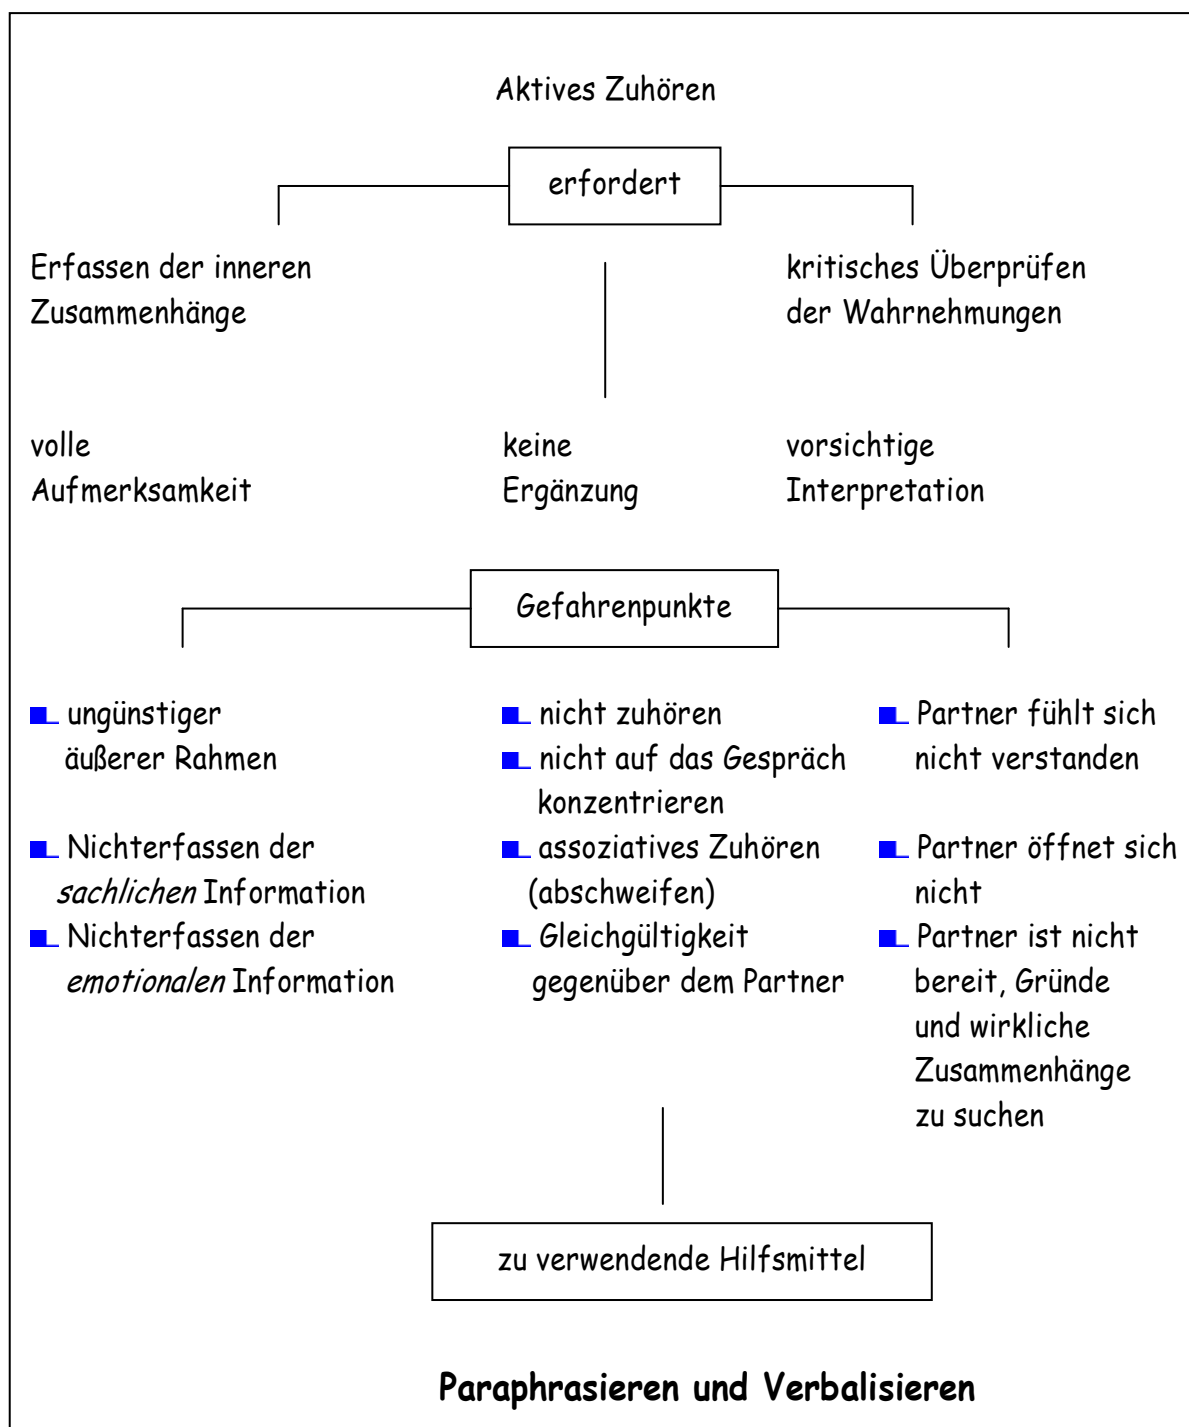 Aktives Zuhören
erfordert
Erfassen der inneren
Zusammenhänge
kritisches Überprüfen
der Wahrnehmungen
volle
Aufmerksamkeit
keine
Ergänzung
vorsichtige
Interpretation
Gefahrenpunkte
ungünstiger
äußerer Rahmen
Nichterfassen der
sachlichen Information
Nichterfassen der
emotionalen Information
nicht zuhören
nicht auf das Gespräch
konzentrieren
assoziatives Zuhören
(abschweifen)
Gleichgültigkeit
gegenüber dem Partner
Partner fühlt sich
nicht verstanden
Partner öffnet sich
nicht
Partner ist nicht
bereit, Gründe
und wirkliche
Zusammenhänge
zu suchen
zu verwendende Hilfsmittel
Paraphrasieren und Verbalisieren